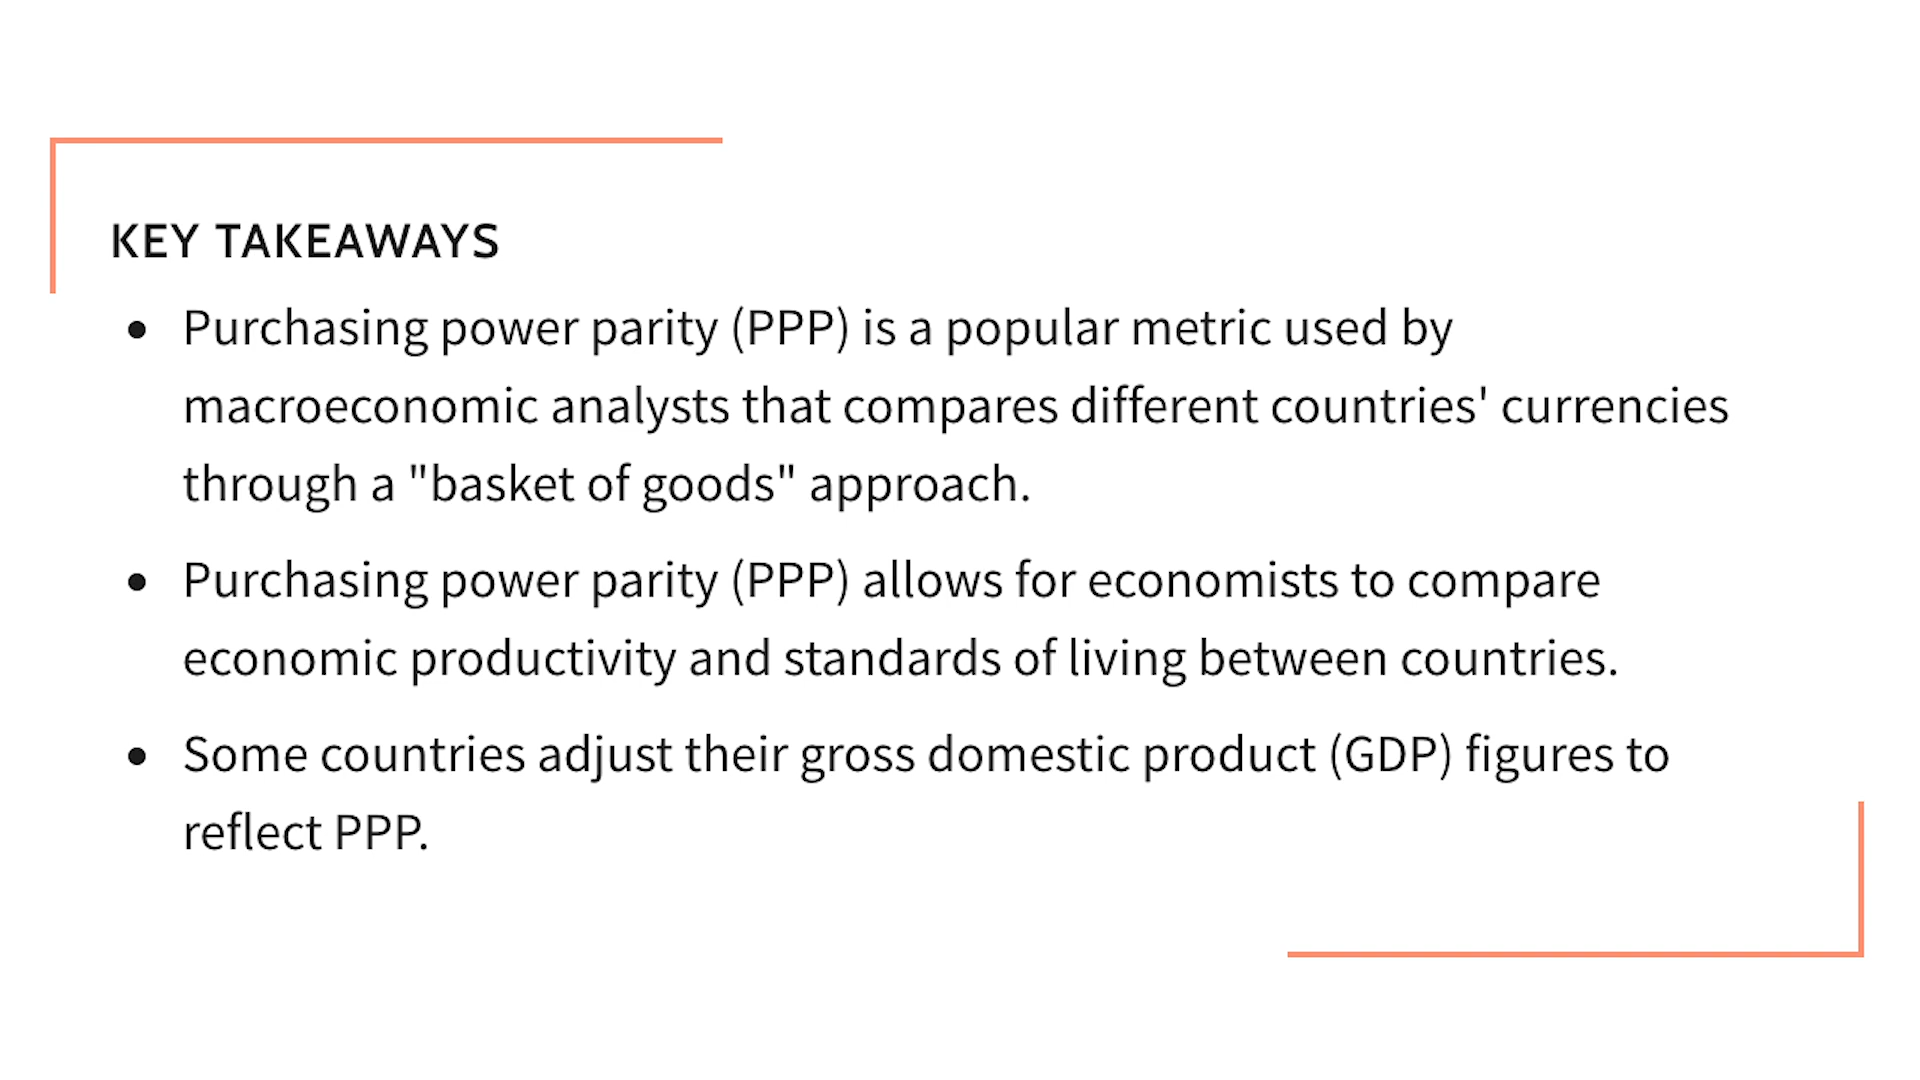 KEY TAKEAWAYS
• Purchasing power parity (PPP) is a popular metric used by
macroeconomic analysts that compares different countries' currencies
through a "basket of goods" approach.
• Purchasing power parity (PPP) allows for economists to compare
economic productivity and standards of living between countries.
• Some countries adjust their gross domestic product (GDP) figures to
reflect PPP.